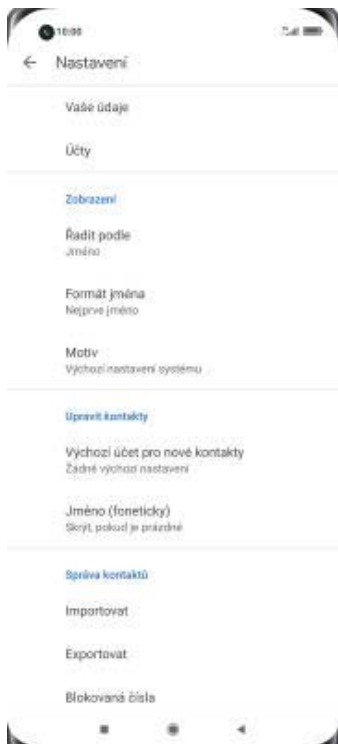 10:00
Nastavení
Vaše údaje
Účty
Zobrazení
Řadit podle
Jméno
Formát jména
Nejprve jméno
Motiv
Výchozí nastavení systému
Upravit kontakty
Výchozí účet pro nové kontakty
Žádné výchozí nastavení
Jméno (foneticky)
Skrýt, pokud je prázdné
Správa kontaktů
Importovat
Exportovat
Blokovaná čísla